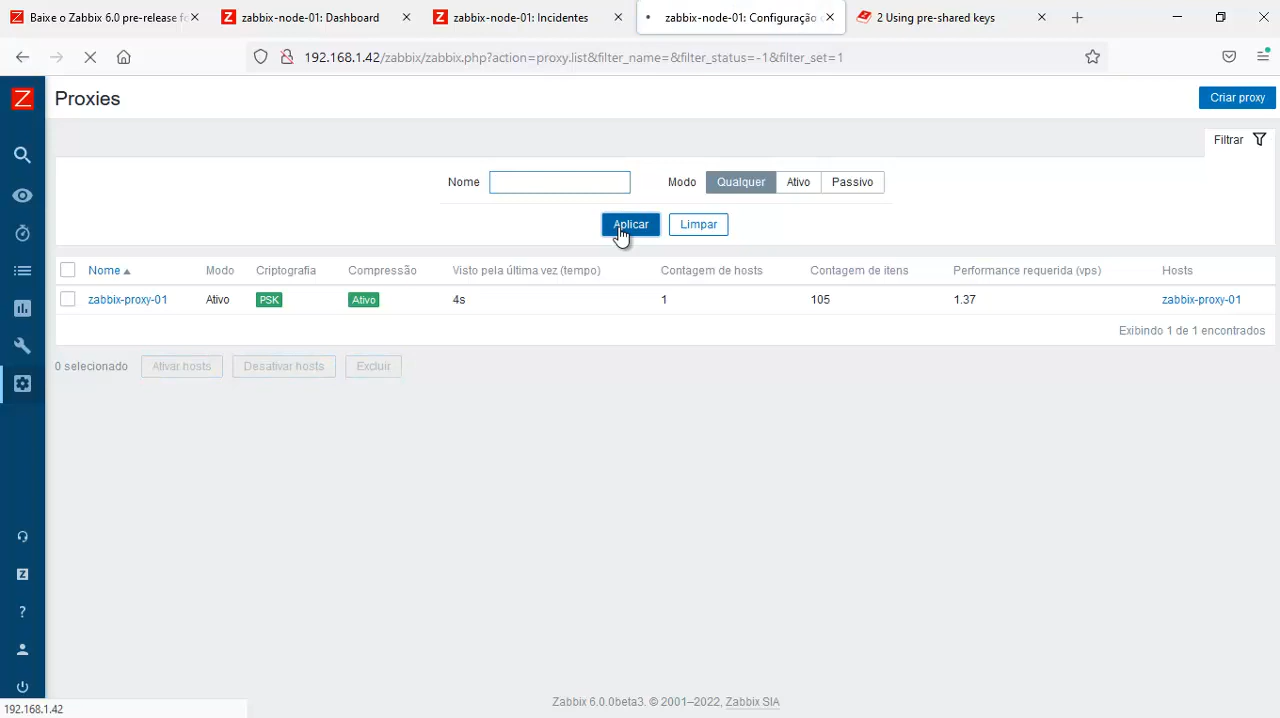 Baixe o Zabbix 6.0 pre-release fo
zabbix-node-01: Dashboard
zabbix-node-01: Incidentes
zabbix-node-01: Configuração
2 Using pre-shared keys
192.168.1.42/zabbix/zabbix.php?action=proxy.list&filter_name=&filter_status=-1&filter_set=1
Z
Proxies
Criar proxy
Filtrar
Nome
Modo
Qualquer
Ativo
Passivo
Aplicar
Limpar
Nome
Modo
Criptografia
Compressão
Visto pela última vez (tempo)
Contagem de hosts
Contagem de itens
Performance requerida (vps)
Hosts
zabbix-proxy-01
Ativo
PSK
Ativo
4s
1
105
1.37
zabbix-proxy-01
Exibindo 1 de 1 encontrados
0 selecionado
Ativar hosts
Desativar hosts
Excluir
Z
?
Zabbix 6.0.0beta3. © 2001–2022, Zabbix SIA
192.168.1.42